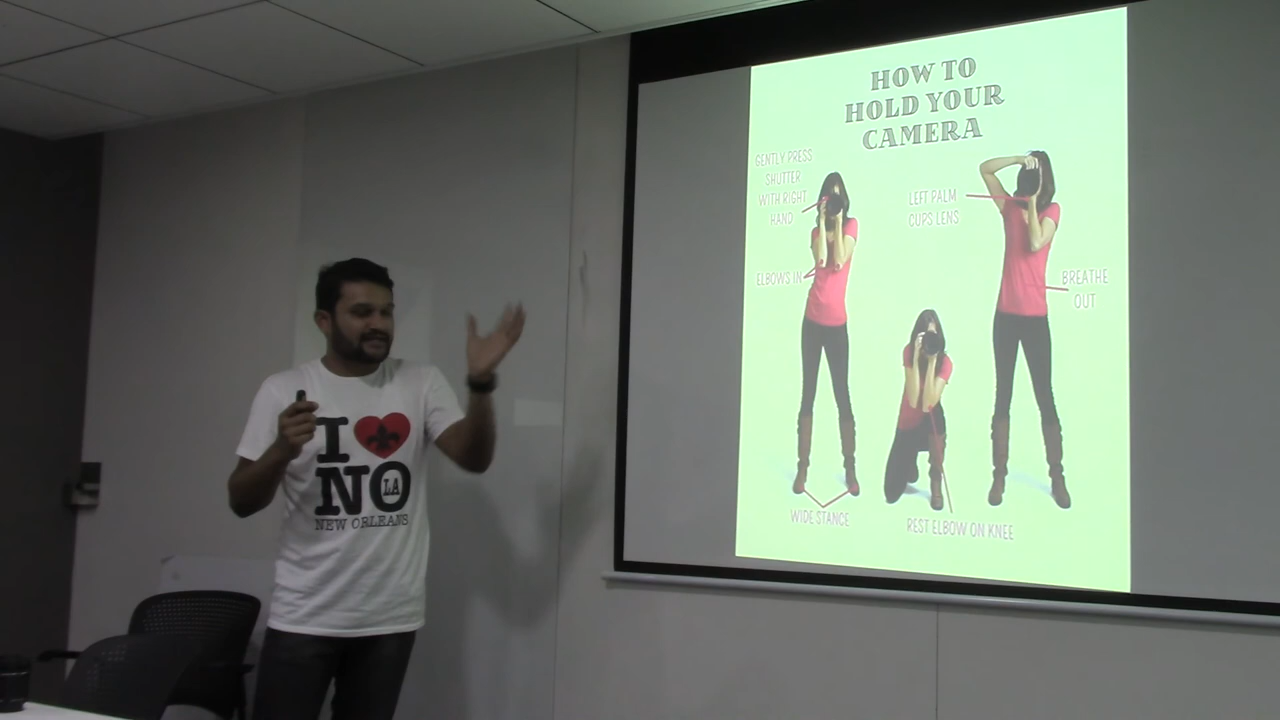 HOW TO
HOLD YOUR
CAMERA
GENTLY PRESS
SHUTTER
WITH RIGHT
HAND
LEFT PALM
CUPS LENS
ELBOWS IN
BREATHE
OUT
WIDE STANCE
REST ELBOW ON KNEE
I
NO
LA
NEW ORLEANS